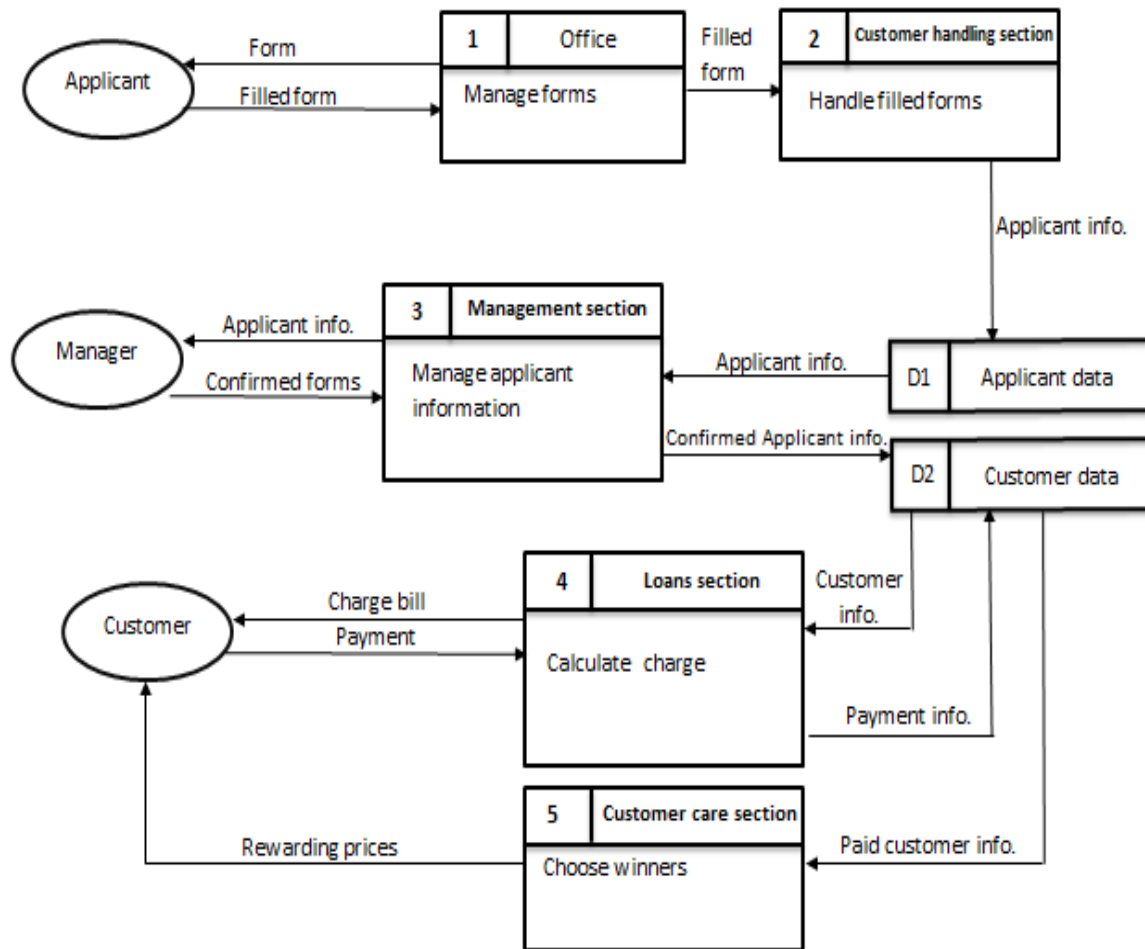 1
Office
Filled
form
2
Customer handling section
Form
Applicant
Filled form
Manage forms
Handle filled forms
Applicant info.
3
Management section
Applicant info.
Manager
Confirmed forms
Manage applicant
information
Applicant info.
D1
Applicant data
Confirmed Applicant info.
D2
Customer data
4
Loans section
Customer
info.
Charge bill
Customer
Payment
Calculate charge
Payment info.
5
Customer care section
Rewarding prices
Choose winners
Paid customer info.